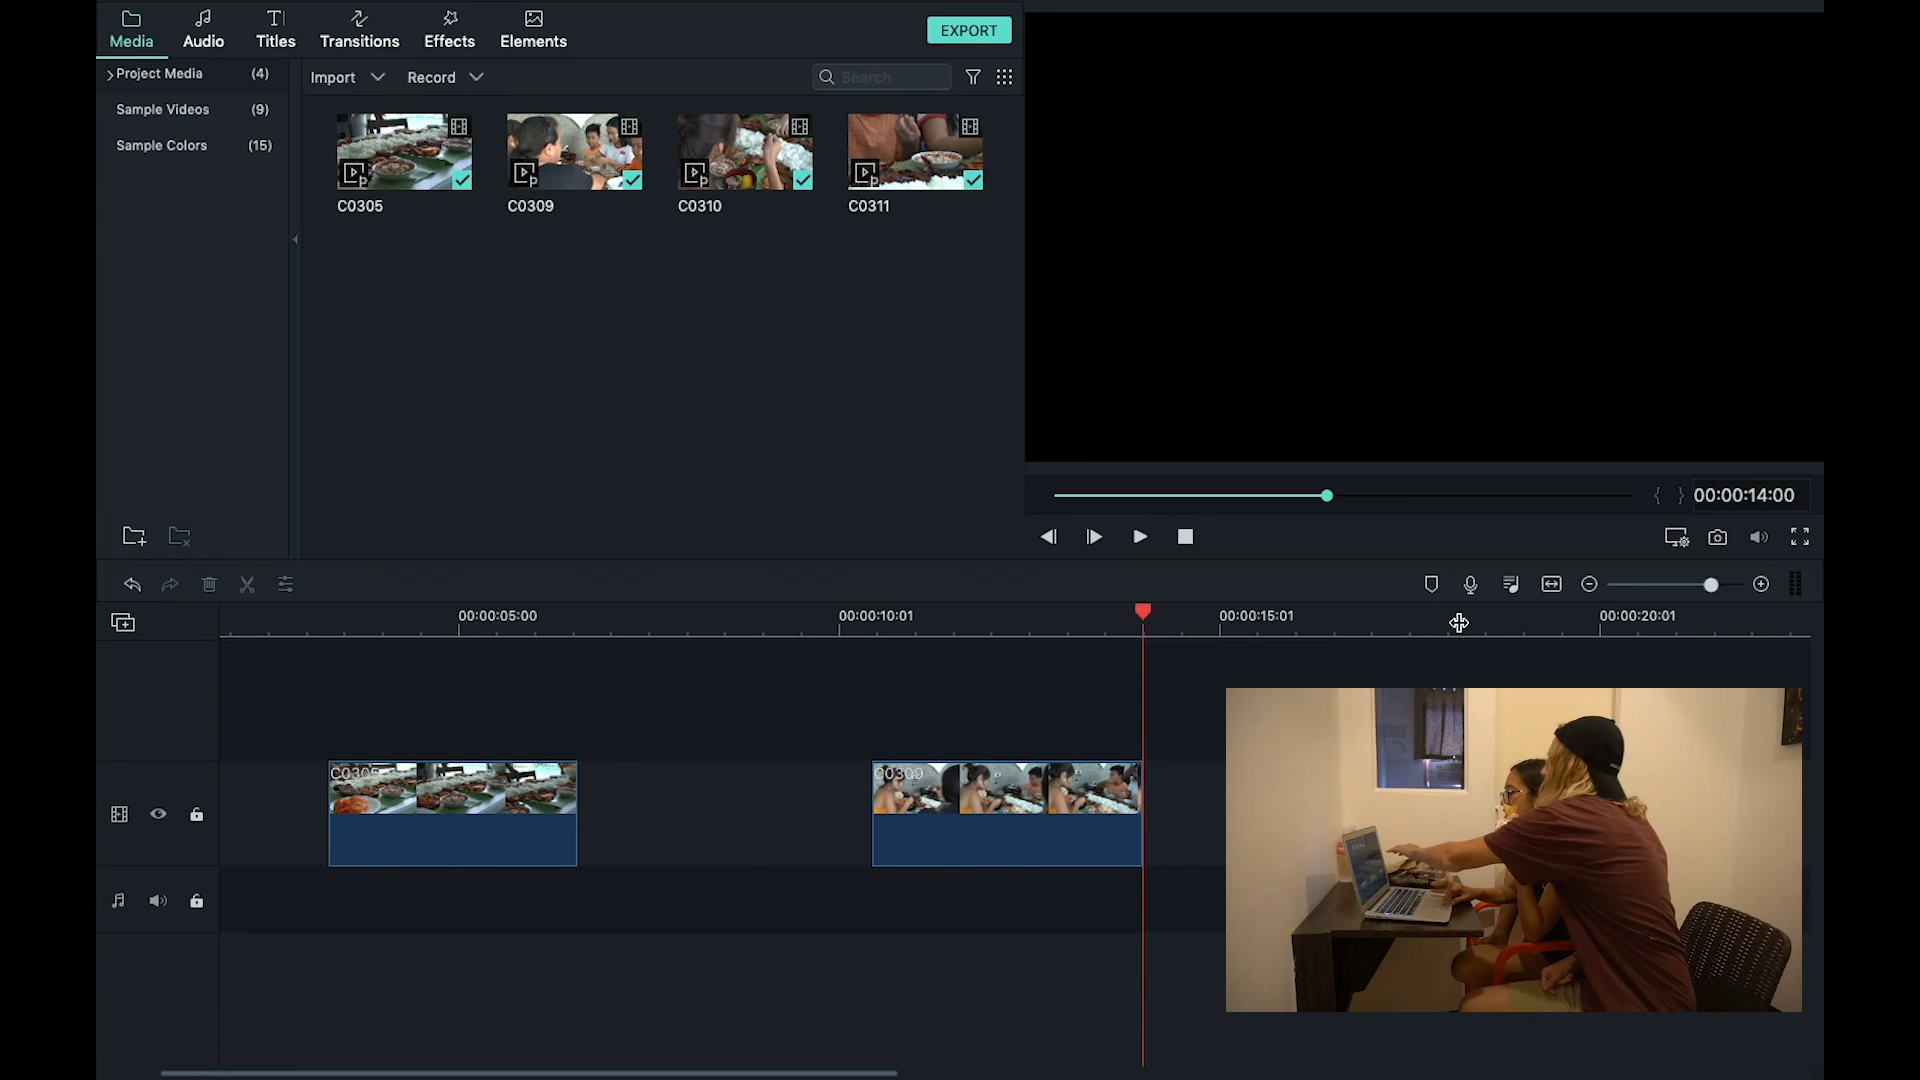 Media Audio Titles Transitions Effects Elements EXPORT
Project Media (4) Import Record Search
Sample Videos (9)
Sample Colors (15)
C0305 C0309 C0310 C0311
{ } 00:00:14:00
00:00:05:00 00:00:10:01 00:00:15:01 00:00:20:01
C0305 C0309